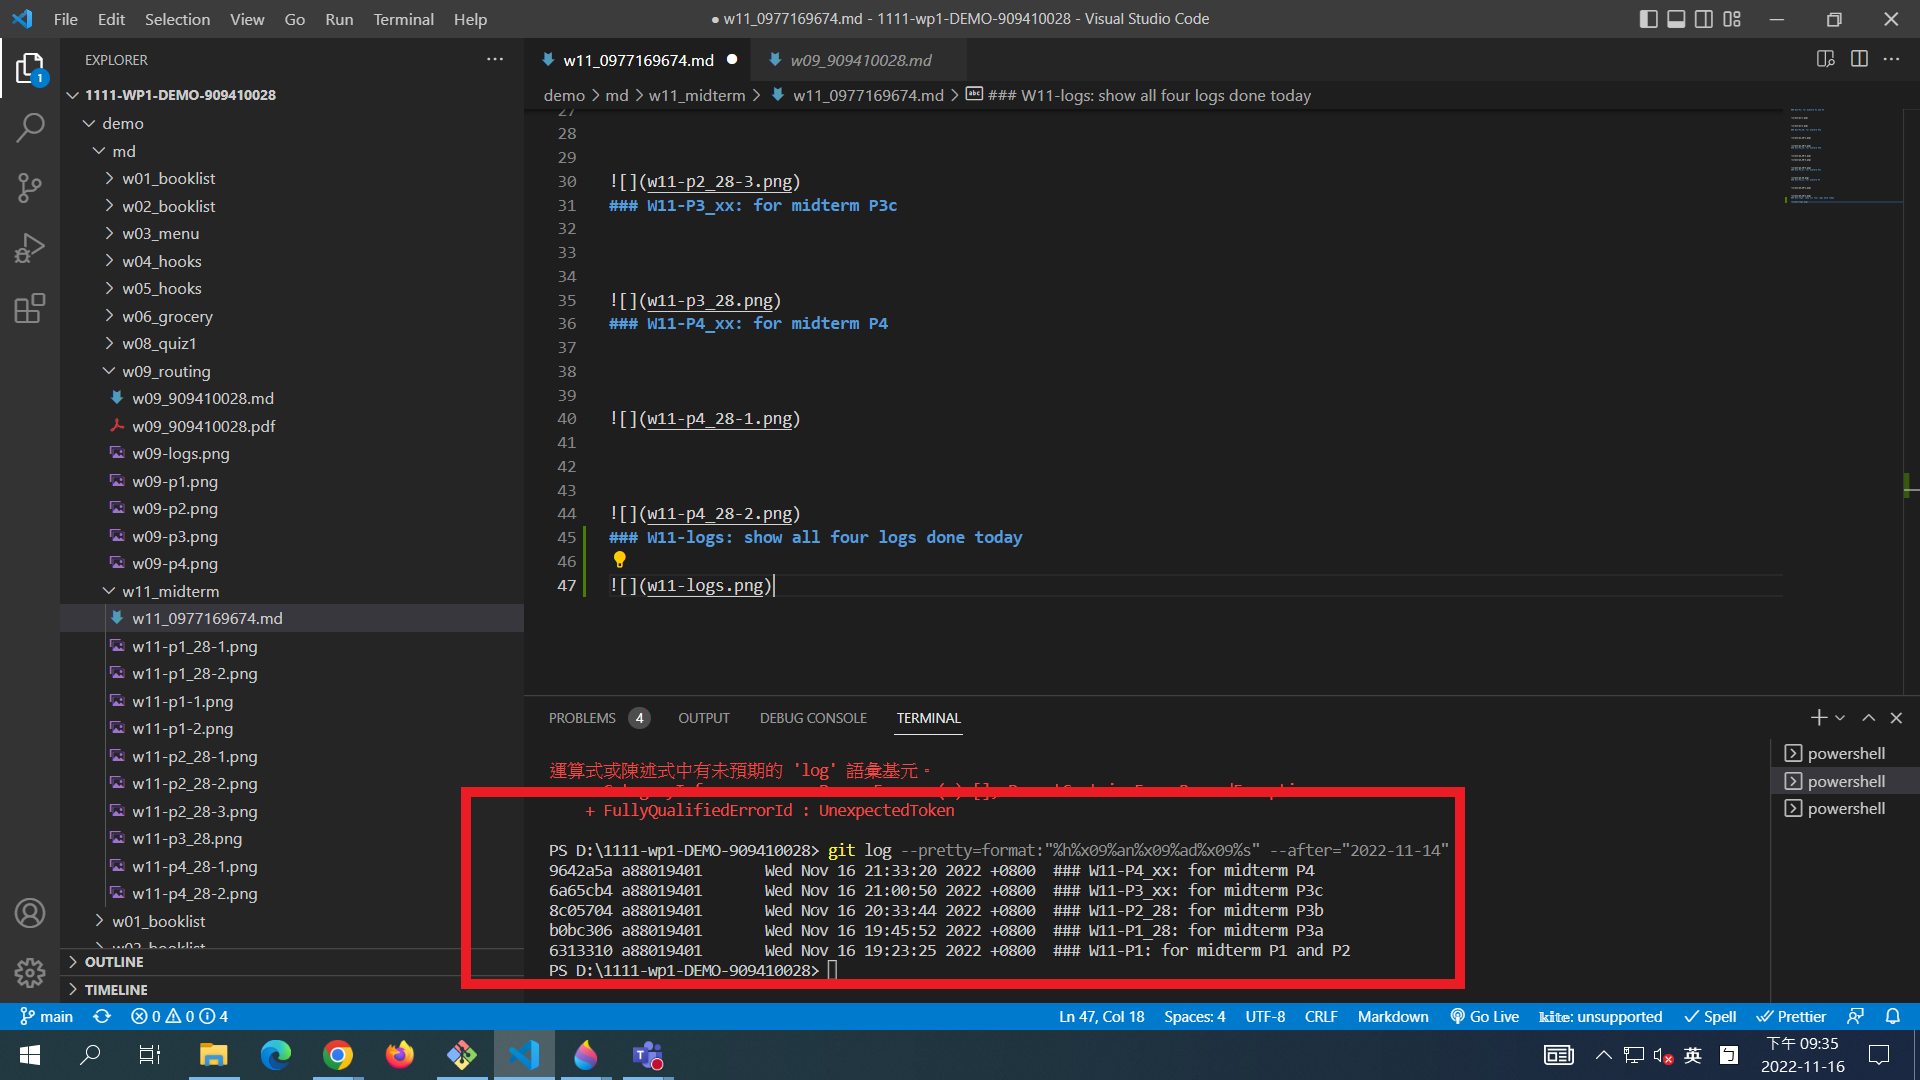 File Edit Selection View Go Run Terminal Help
● w11_0977169674.md - 1111-wp1-DEMO-909410028 - Visual Studio Code
EXPLORER
1
1111-WP1-DEMO-909410028
demo
md
w01_booklist
w02_booklist
w03_menu
w04_hooks
w05_hooks
w06_grocery
w08_quiz1
w09_routing
w09_909410028.md
w09_909410028.pdf
w09-logs.png
w09-p1.png
w09-p2.png
w09-p3.png
w09-p4.png
w11_midterm
w11_0977169674.md
w11-p1_28-1.png
w11-p1_28-2.png
w11-p1-1.png
w11-p1-2.png
w11-p2_28-1.png
w11-p2_28-2.png
w11-p2_28-3.png
w11-p3_28.png
w11-p4_28-1.png
w11-p4_28-2.png
w01_booklist
w02_booklist
OUTLINE
TIMELINE
w11_0977169674.md ● w09_909410028.md
demo > md > w11_midterm > w11_0977169674.md > ### W11-logs: show all four logs done today
27
28
29
30 ![](w11-p2_28-3.png)
31 ### W11-P3_xx: for midterm P3c
32
33
34
35 ![](w11-p3_28.png)
36 ### W11-P4_xx: for midterm P4
37
38
39
40 ![](w11-p4_28-1.png)
41
42
43
44 ![](w11-p4_28-2.png)
45 ### W11-logs: show all four logs done today
46
47 ![](w11-logs.png)
PROBLEMS 4 OUTPUT DEBUG CONSOLE TERMINAL
運算式或陳述式中有未預期的 'log' 語彙基元。
+ FullyQualifiedErrorId : UnexpectedToken
PS D:\1111-wp1-DEMO-909410028> git log --pretty=format:"%h%x09%an%x09%ad%x09%s" --after="2022-11-14"
9642a5a a88019401 Wed Nov 16 21:33:20 2022 +0800 ### W11-P4_xx: for midterm P4
6a65cb4 a88019401 Wed Nov 16 21:00:50 2022 +0800 ### W11-P3_xx: for midterm P3c
8c05704 a88019401 Wed Nov 16 20:33:44 2022 +0800 ### W11-P2_28: for midterm P3b
b0bc306 a88019401 Wed Nov 16 19:45:52 2022 +0800 ### W11-P1_28: for midterm P3a
6313310 a88019401 Wed Nov 16 19:23:25 2022 +0800 ### W11-P1: for midterm P1 and P2
PS D:\1111-wp1-DEMO-909410028>
powershell
powershell
powershell
main 0 0 4
Ln 47, Col 18 Spaces: 4 UTF-8 CRLF Markdown Go Live kite: unsupported Spell Prettier
英 ㄅ
下午 09:35
2022-11-16